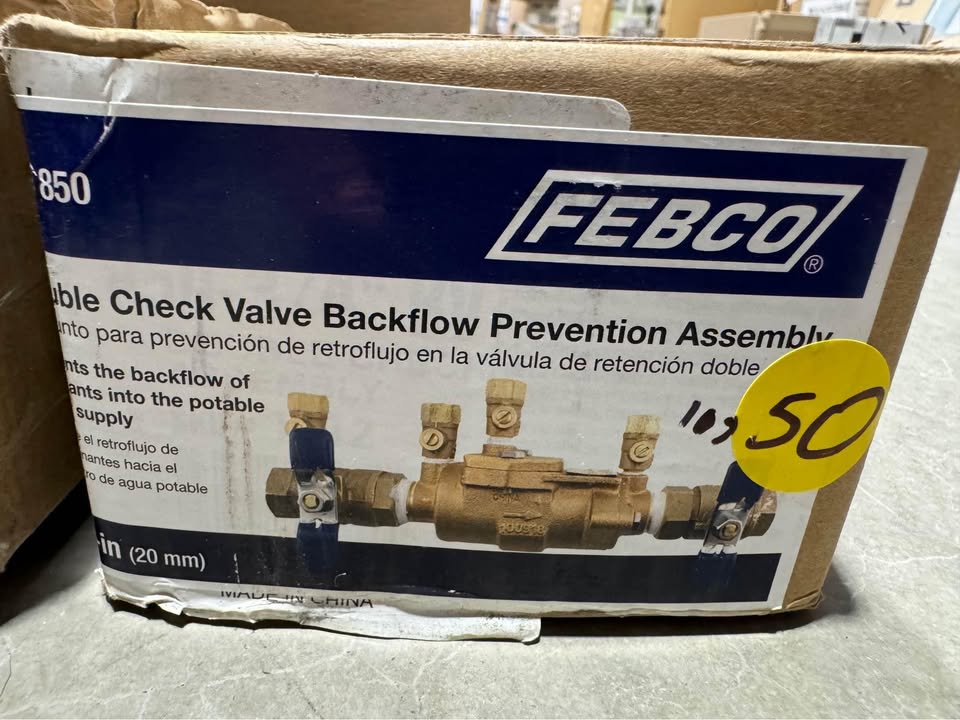 850
FEBCO®
uble Check Valve Backflow Prevention Assembly
unto para prevención de retroflujo en la válvula de retención doble
nts the backflow of
ants into the potable
supply
e el retroflujo de
nantes hacia el
ro de agua potable
10,50
-in (20 mm)
MADE IN CHINA